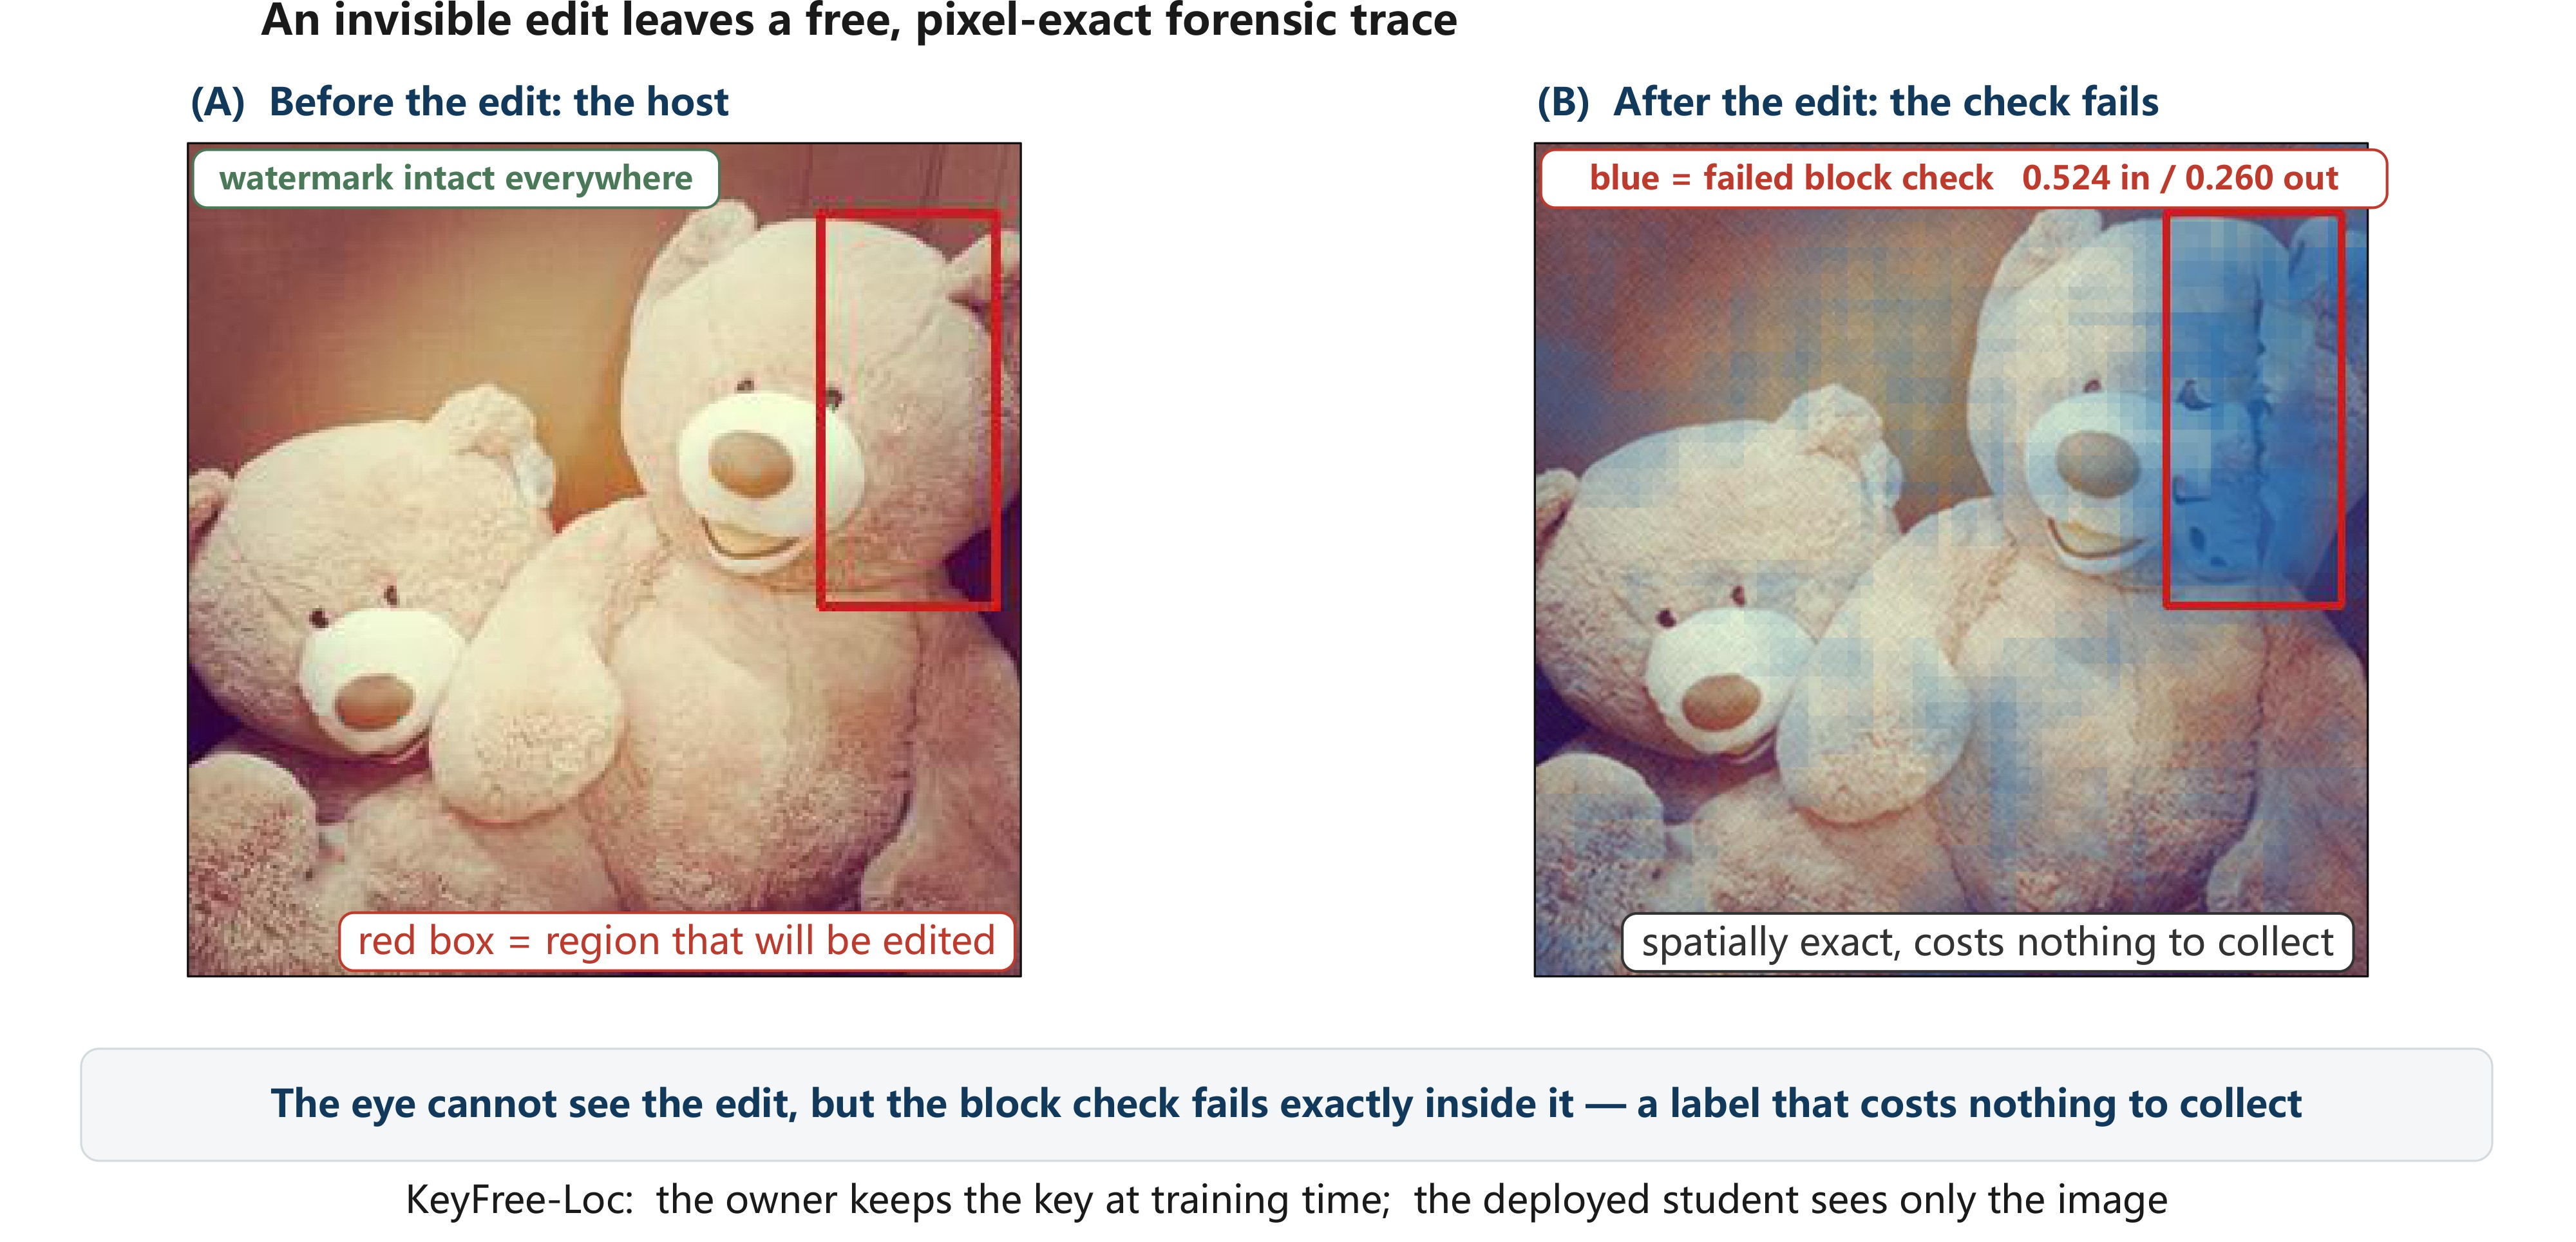 An invisible edit leaves a free, pixel-exact forensic trace
(A) Before the edit: the host
watermark intact everywhere
red box = region that will be edited
(B) After the edit: the check fails
blue = failed block check 0.524 in / 0.260 out
spatially exact, costs nothing to collect
The eye cannot see the edit, but the block check fails exactly inside it — a label that costs nothing to collect
KeyFree-Loc: the owner keeps the key at training time; the deployed student sees only the image